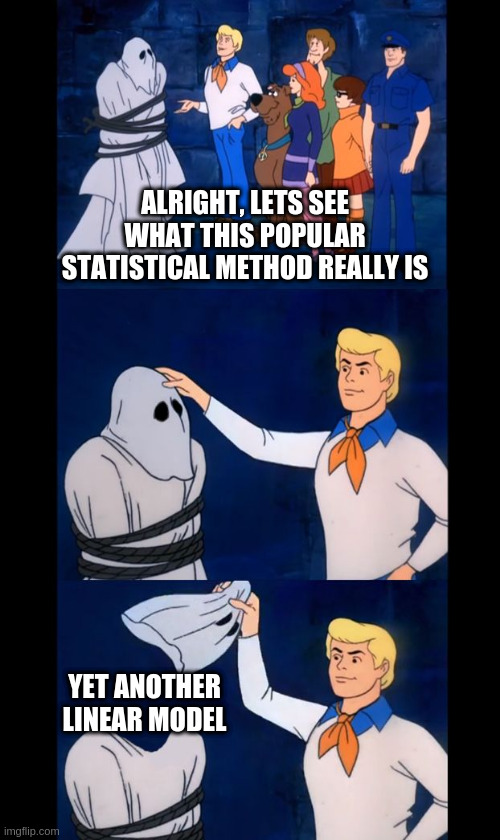 ALRIGHT, LETS SEE
WHAT THIS POPULAR
STATISTICAL METHOD REALLY IS
YET ANOTHER
LINEAR MODEL
imgflip.com